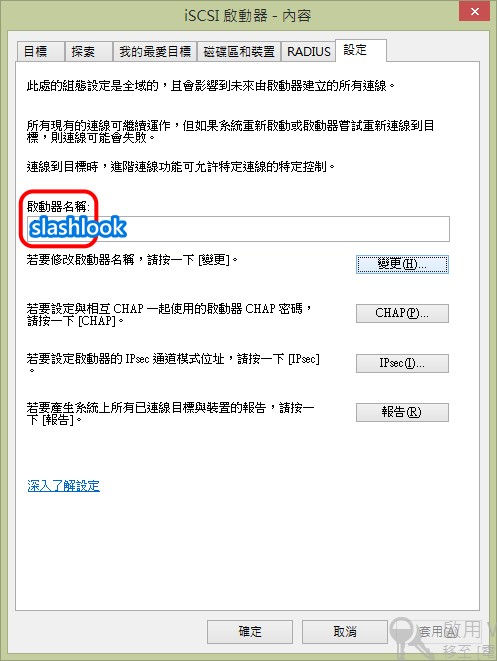 iSCSI 啟動器 - 內容
目標
探索
我的最愛目標
磁碟區和裝置
RADIUS
設定
此處的組態設定是全域的，且會影響到未來由啟動器建立的所有連線。
所有現有的連線可繼續運作，但如果系統重新啟動或啟動器嘗試重新連線到目
標，則連線可能會失敗。
連線到目標時，進階連線功能可允許特定連線的特定控制。
啟動器名稱:
slashlook
若要修改啟動器名稱，請按一下 [變更]。
變更(H)...
若要設定與相互 CHAP 一起使用的啟動器 CHAP 密碼，
請按一下 [CHAP]。
CHAP(P)...
若要設定啟動器的 IPsec 通道模式位址，請按一下 [IPsec]
。
IPsec(I)...
若要產生系統上所有已連線目標與裝置的報告，請按一
下 [報告]。
報告(R)
深入了解設定
確定
取消
套用(A)
啟用 W
移至 [電